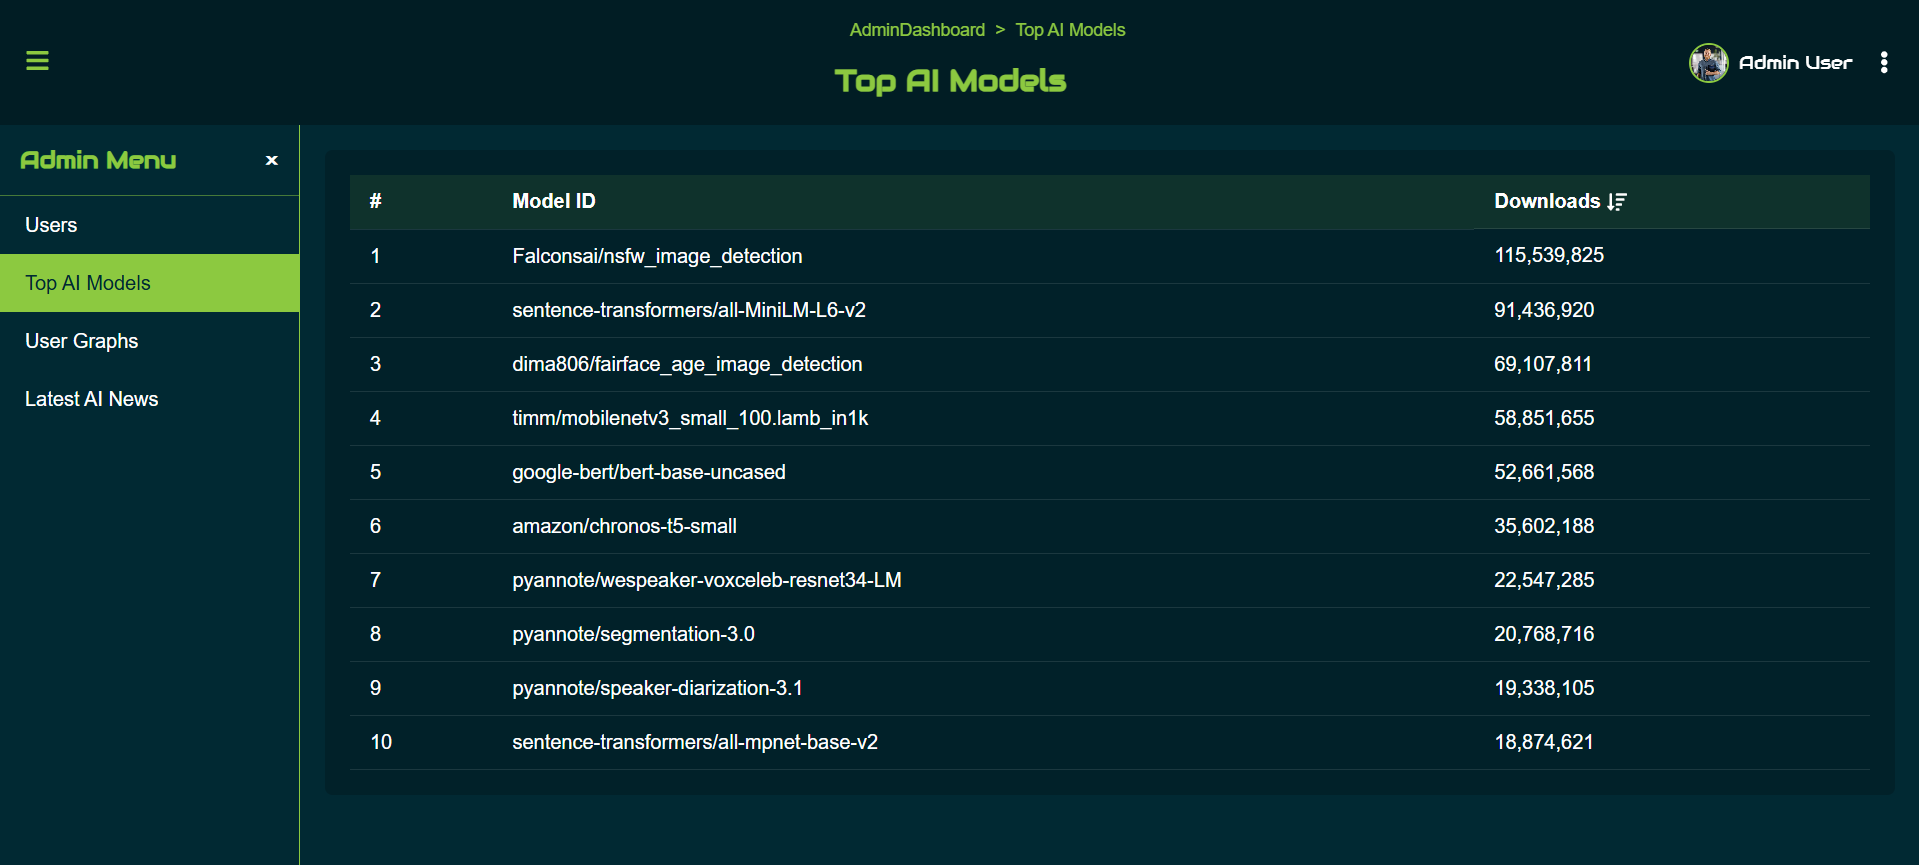 AdminDashboard > Top AI Models
Top AI Models
Admin User
Admin Menu
×
Users
Top AI Models
User Graphs
Latest AI News
# Model ID Downloads
1 Falconsai/nsfw_image_detection 115,539,825
2 sentence-transformers/all-MiniLM-L6-v2 91,436,920
3 dima806/fairface_age_image_detection 69,107,811
4 timm/mobilenetv3_small_100.lamb_in1k 58,851,655
5 google-bert/bert-base-uncased 52,661,568
6 amazon/chronos-t5-small 35,602,188
7 pyannote/wespeaker-voxceleb-resnet34-LM 22,547,285
8 pyannote/segmentation-3.0 20,768,716
9 pyannote/speaker-diarization-3.1 19,338,105
10 sentence-transformers/all-mpnet-base-v2 18,874,621